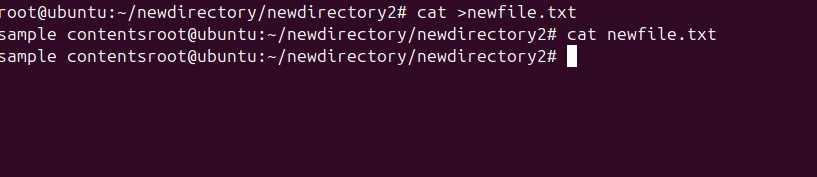 root@ubuntu:~/newdirectory/newdirectory2# cat >newfile.txt
sample contentsroot@ubuntu:~/newdirectory/newdirectory2# cat newfile.txt
sample contentsroot@ubuntu:~/newdirectory/newdirectory2#